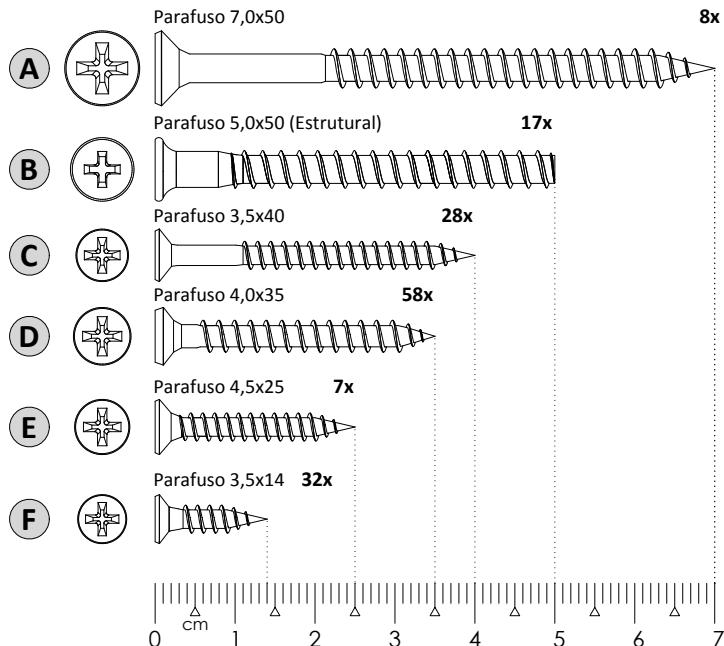 Parafuso 7,0x50 8x
A
Parafuso 5,0x50 (Estrutural) 17x
B
Parafuso 3,5x40 28x
C
Parafuso 4,0x35 58x
D
Parafuso 4,5x25 7x
E
Parafuso 3,5x14 32x
F
cm
0 1 2 3 4 5 6 7